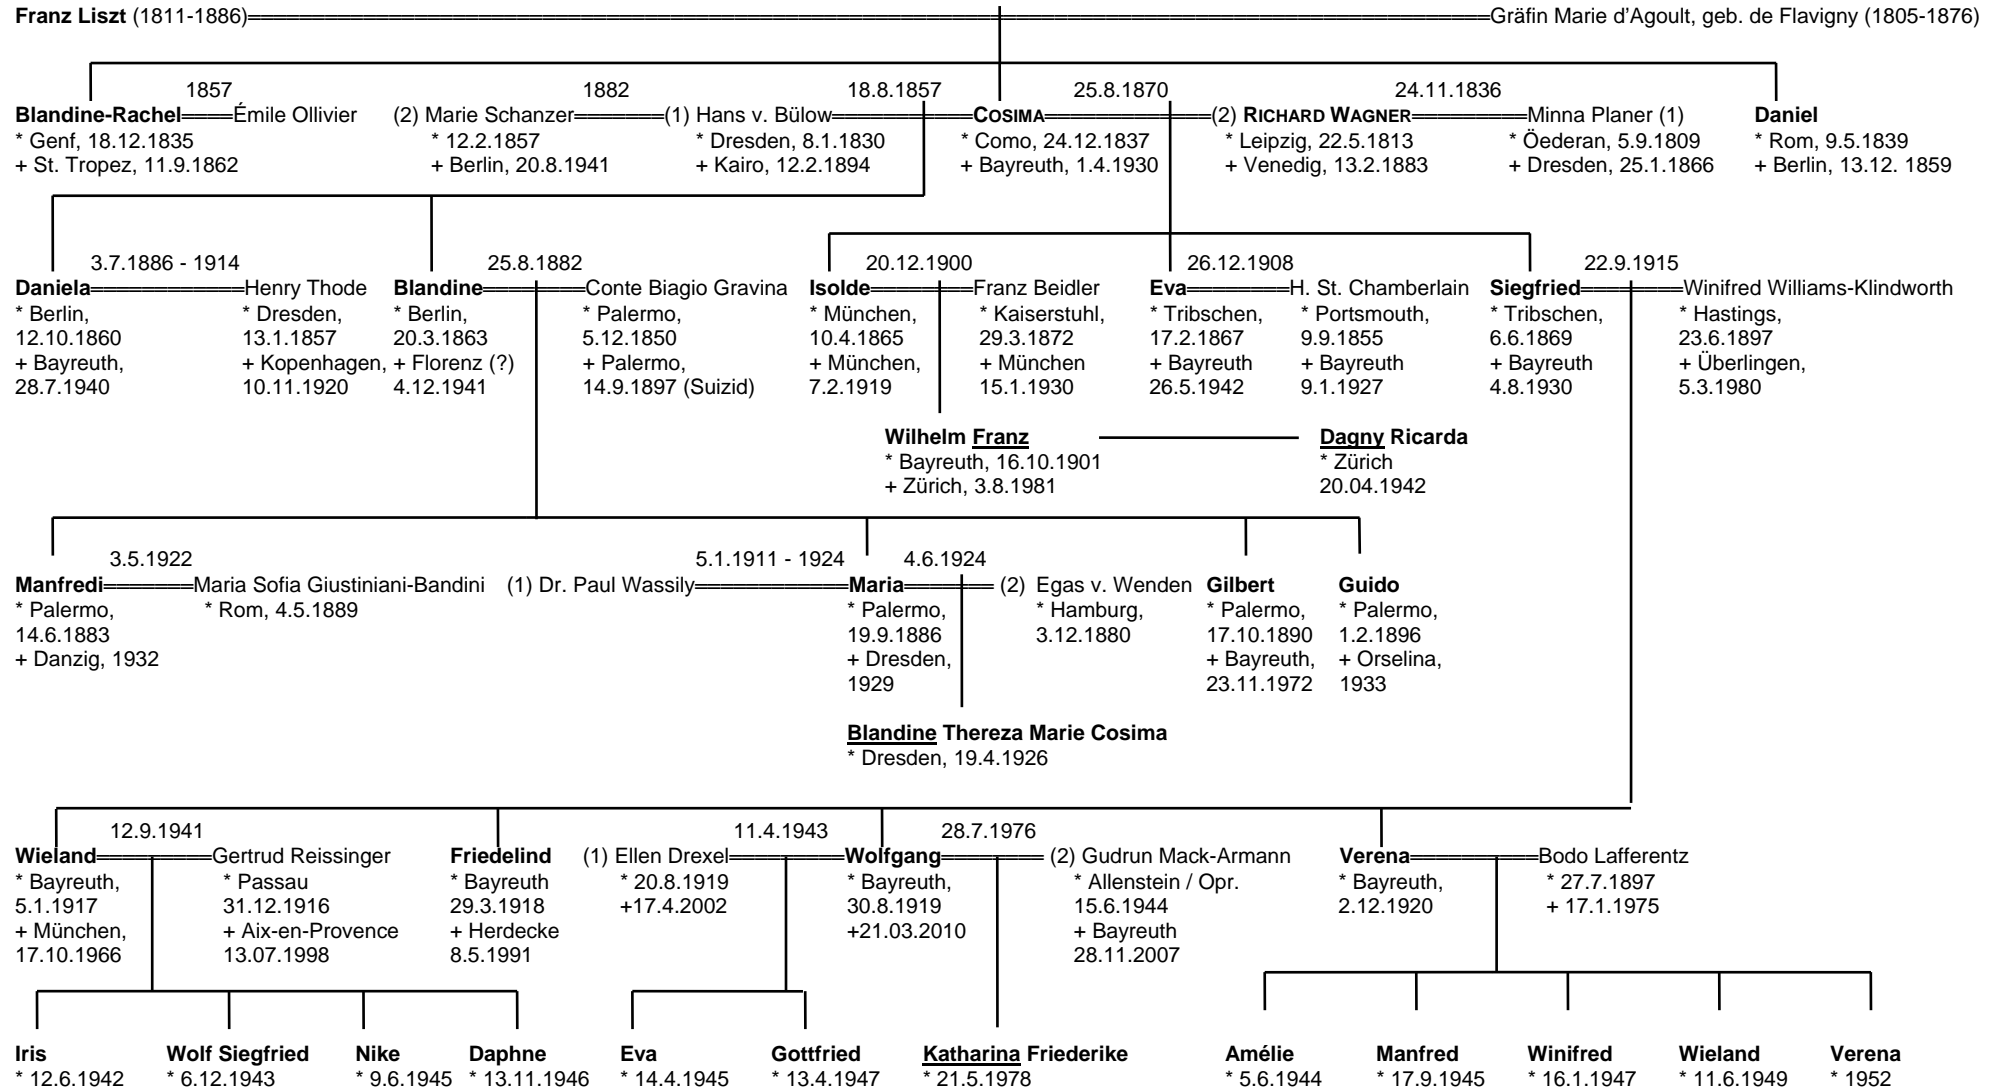 Franz Liszt (1811-1886) Gräfin Marie d’Agoult, geb. de Flavigny (1805-1876)
1857 1882 18.8.1857 25.8.1870 24.11.1836
Blandine-Rachel Émile Ollivier (2) Marie Schanzer (1) Hans v. Bülow COSIMA (2) RICHARD WAGNER Minna Planer (1) Daniel
* Genf, 18.12.1835 * 12.2.1857 * Dresden, 8.1.1830 * Como, 24.12.1837 * Leipzig, 22.5.1813 * Öederan, 5.9.1809 * Rom, 9.5.1839
+ St. Tropez, 11.9.1862 + Berlin, 20.8.1941 + Kairo, 12.2.1894 + Bayreuth, 1.4.1930 + Venedig, 13.2.1883 + Dresden, 25.1.1866 + Berlin, 13.12. 1859
3.7.1886 - 1914 25.8.1882 20.12.1900 26.12.1908 22.9.1915
Daniela Henry Thode Blandine Conte Biagio Gravina Isolde Franz Beidler Eva H. St. Chamberlain Siegfried Winifred Williams-Klindworth
* Berlin, * Dresden, * Berlin, * Palermo, * München, * Kaiserstuhl, * Tribschen, * Portsmouth, * Tribschen, * Hastings,
12.10.1860 13.1.1857 20.3.1863 5.12.1850 10.4.1865 29.3.1872 17.2.1867 9.9.1855 6.6.1869 23.6.1897
+ Bayreuth, + Kopenhagen, + Florenz (?) + Palermo, + München, + München + Bayreuth + Bayreuth + Bayreuth + Überlingen,
28.7.1940 10.11.1920 4.12.1941 14.9.1897 (Suizid) 7.2.1919 15.1.1930 26.5.1942 9.1.1927 4.8.1930 5.3.1980
Wilhelm Franz Dagny Ricarda
* Bayreuth, 16.10.1901 * Zürich
+ Zürich, 3.8.1981 20.04.1942
3.5.1922 5.1.1911 - 1924 4.6.1924
Manfredi Maria Sofia Giustiniani-Bandini (1) Dr. Paul Wassily Maria (2) Egas v. Wenden Gilbert Guido
* Palermo, * Rom, 4.5.1889 * Palermo, * Hamburg, * Palermo, * Palermo,
14.6.1883 19.9.1886 3.12.1880 17.10.1890 1.2.1896
+ Danzig, 1932 + Dresden, + Bayreuth, + Orselina,
1929 23.11.1972 1933
Blandine Thereza Marie Cosima
* Dresden, 19.4.1926
12.9.1941 11.4.1943 28.7.1976
Wieland Gertrud Reissinger Friedelind (1) Ellen Drexel Wolfgang (2) Gudrun Mack-Armann Verena Bodo Lafferentz
* Bayreuth, * Passau * Bayreuth * 20.8.1919 * Bayreuth, * Allenstein / Opr. * Bayreuth, * 27.7.1897
5.1.1917 31.12.1916 29.3.1918 +17.4.2002 30.8.1919 15.6.1944 2.12.1920 + 17.1.1975
+ München, + Aix-en-Provence + Herdecke +21.03.2010 + Bayreuth
17.10.1966 13.07.1998 8.5.1991 28.11.2007
Iris Wolf Siegfried Nike Daphne Eva Gottfried Katharina Friederike Amélie Manfred Winifred Wieland Verena
* 12.6.1942 * 6.12.1943 * 9.6.1945 * 13.11.1946 * 14.4.1945 * 13.4.1947 * 21.5.1978 * 5.6.1944 * 17.9.1945 * 16.1.1947 * 11.6.1949 * 1952